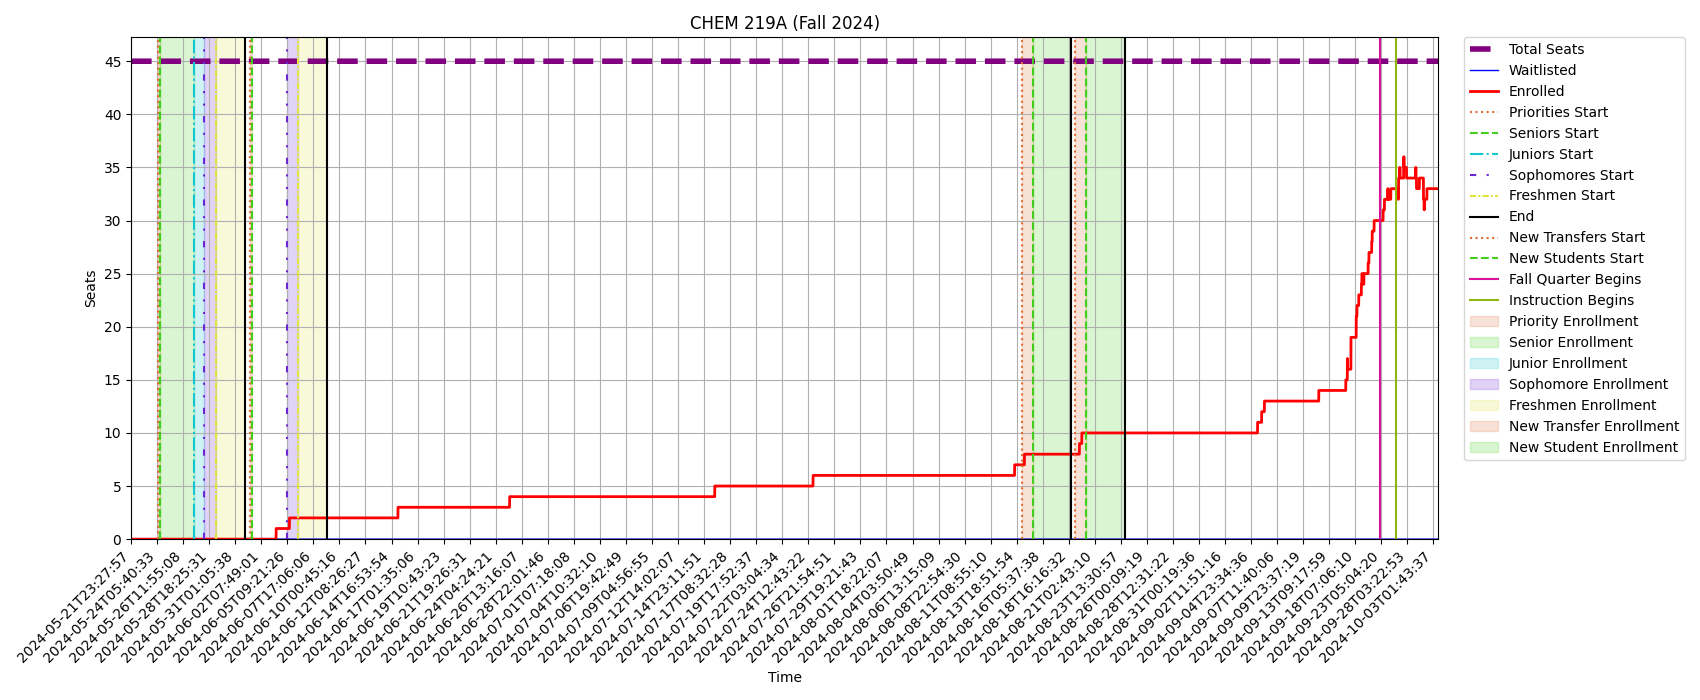 CHEM 219A (Fall 2024)
Seats
45
40
35
30
25
20
15
10
5
0
2024-05-21T23:27:57
2024-05-24T05:40:33
2024-05-26T11:55:08
2024-05-28T18:25:31
2024-05-31T01:05:38
2024-06-02T07:49:01
2024-06-05T09:21:26
2024-06-07T17:06:06
2024-06-10T00:45:16
2024-06-12T08:26:27
2024-06-14T16:53:54
2024-06-17T01:35:06
2024-06-19T10:43:23
2024-06-21T19:26:31
2024-06-24T04:24:21
2024-06-26T13:16:07
2024-06-28T22:01:46
2024-07-01T07:18:08
2024-07-04T10:32:10
2024-07-06T19:42:49
2024-07-09T04:56:55
2024-07-12T14:02:07
2024-07-14T23:11:51
2024-07-17T08:32:28
2024-07-19T17:52:37
2024-07-22T03:04:34
2024-07-24T12:43:22
2024-07-26T21:54:51
2024-07-29T19:21:43
2024-08-01T18:22:07
2024-08-04T03:50:49
2024-08-06T13:15:09
2024-08-08T22:54:30
2024-08-11T08:55:10
2024-08-13T18:51:54
2024-08-16T05:37:38
2024-08-18T16:16:32
2024-08-21T02:43:10
2024-08-23T13:30:57
2024-08-26T00:09:19
2024-08-28T12:31:22
2024-08-31T00:19:36
2024-09-02T11:51:16
2024-09-04T23:34:36
2024-09-07T11:40:06
2024-09-09T23:37:19
2024-09-13T09:17:59
2024-09-18T07:06:10
2024-09-23T05:04:20
2024-09-28T03:22:53
2024-10-03T01:43:37
Time
Total Seats
Waitlisted
Enrolled
Priorities Start
Seniors Start
Juniors Start
Sophomores Start
Freshmen Start
End
New Transfers Start
New Students Start
Fall Quarter Begins
Instruction Begins
Priority Enrollment
Senior Enrollment
Junior Enrollment
Sophomore Enrollment
Freshmen Enrollment
New Transfer Enrollment
New Student Enrollment